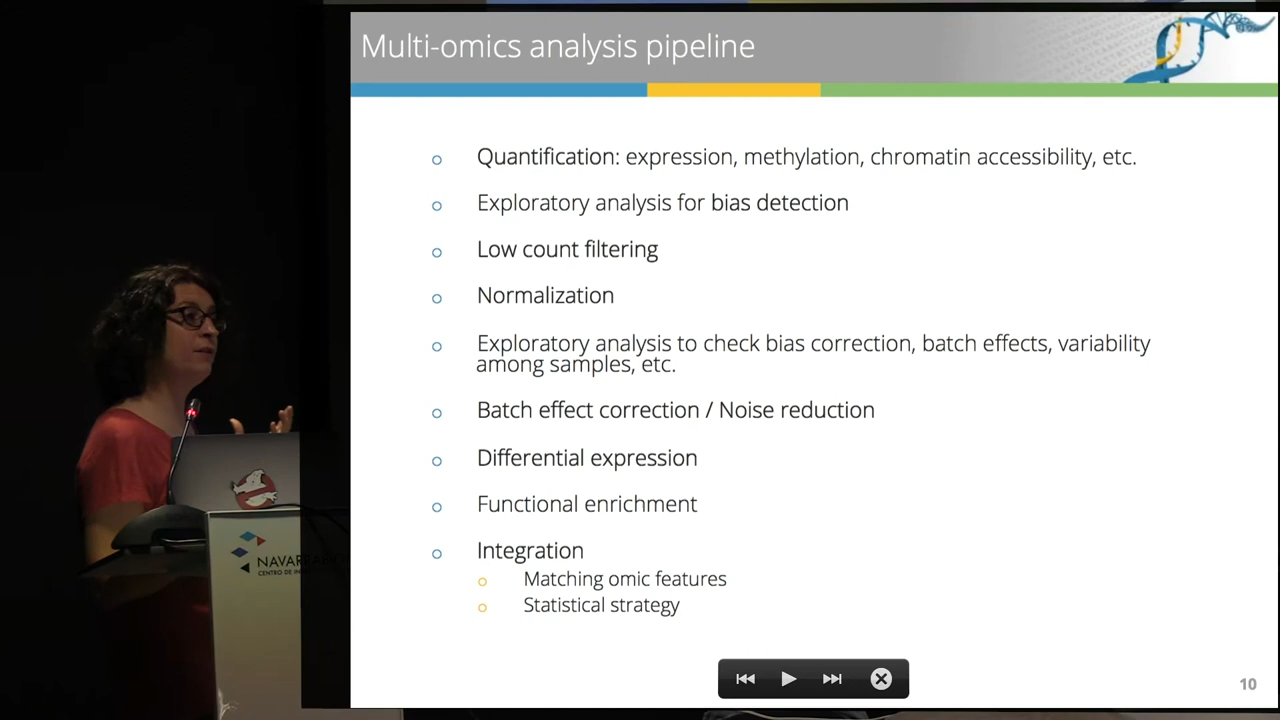 Multi-omics analysis pipeline
Quantification: expression, methylation, chromatin accessibility, etc.
Exploratory analysis for bias detection
Low count filtering
Normalization
Exploratory analysis to check bias correction, batch effects, variability
among samples, etc.
Batch effect correction / Noise reduction
Differential expression
Functional enrichment
Integration
Matching omic features
Statistical strategy
10
CENTRO DE